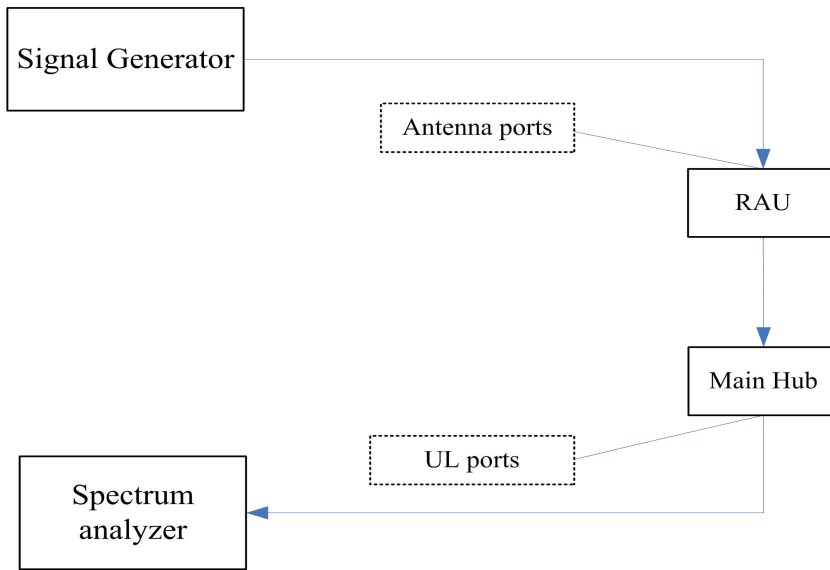 Signal Generator
Antenna ports
RAU
Main Hub
UL ports
Spectrum
analyzer